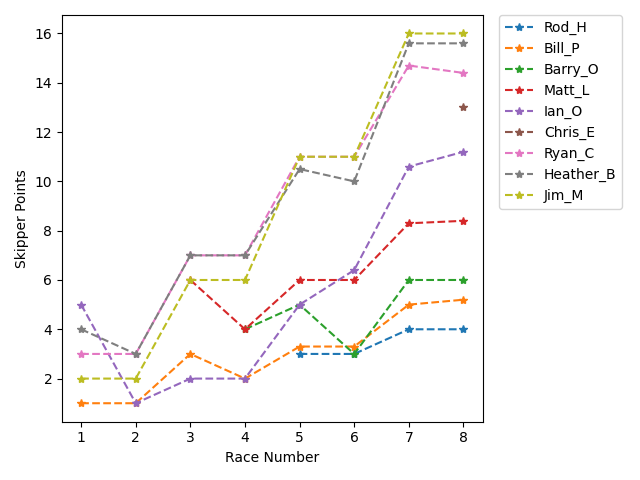 16
14
12
10
8
6
4
2
Skipper Points
1 2 3 4 5 6 7 8
Race Number
Rod_H
Bill_P
Barry_O
Matt_L
Ian_O
Chris_E
Ryan_C
Heather_B
Jim_M